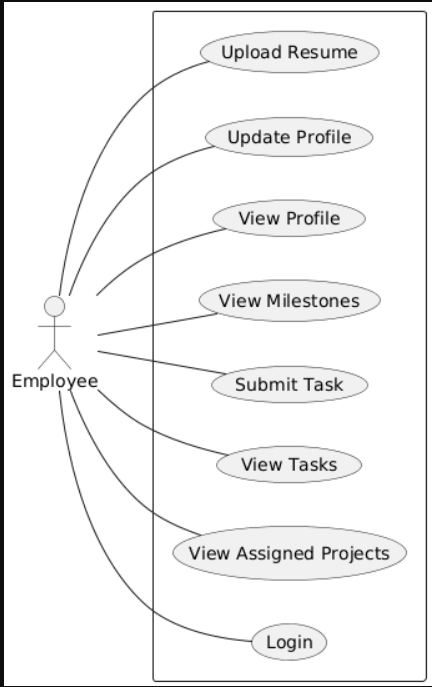 Upload Resume
Update Profile
View Profile
View Milestones
Employee
Submit Task
View Tasks
View Assigned Projects
Login